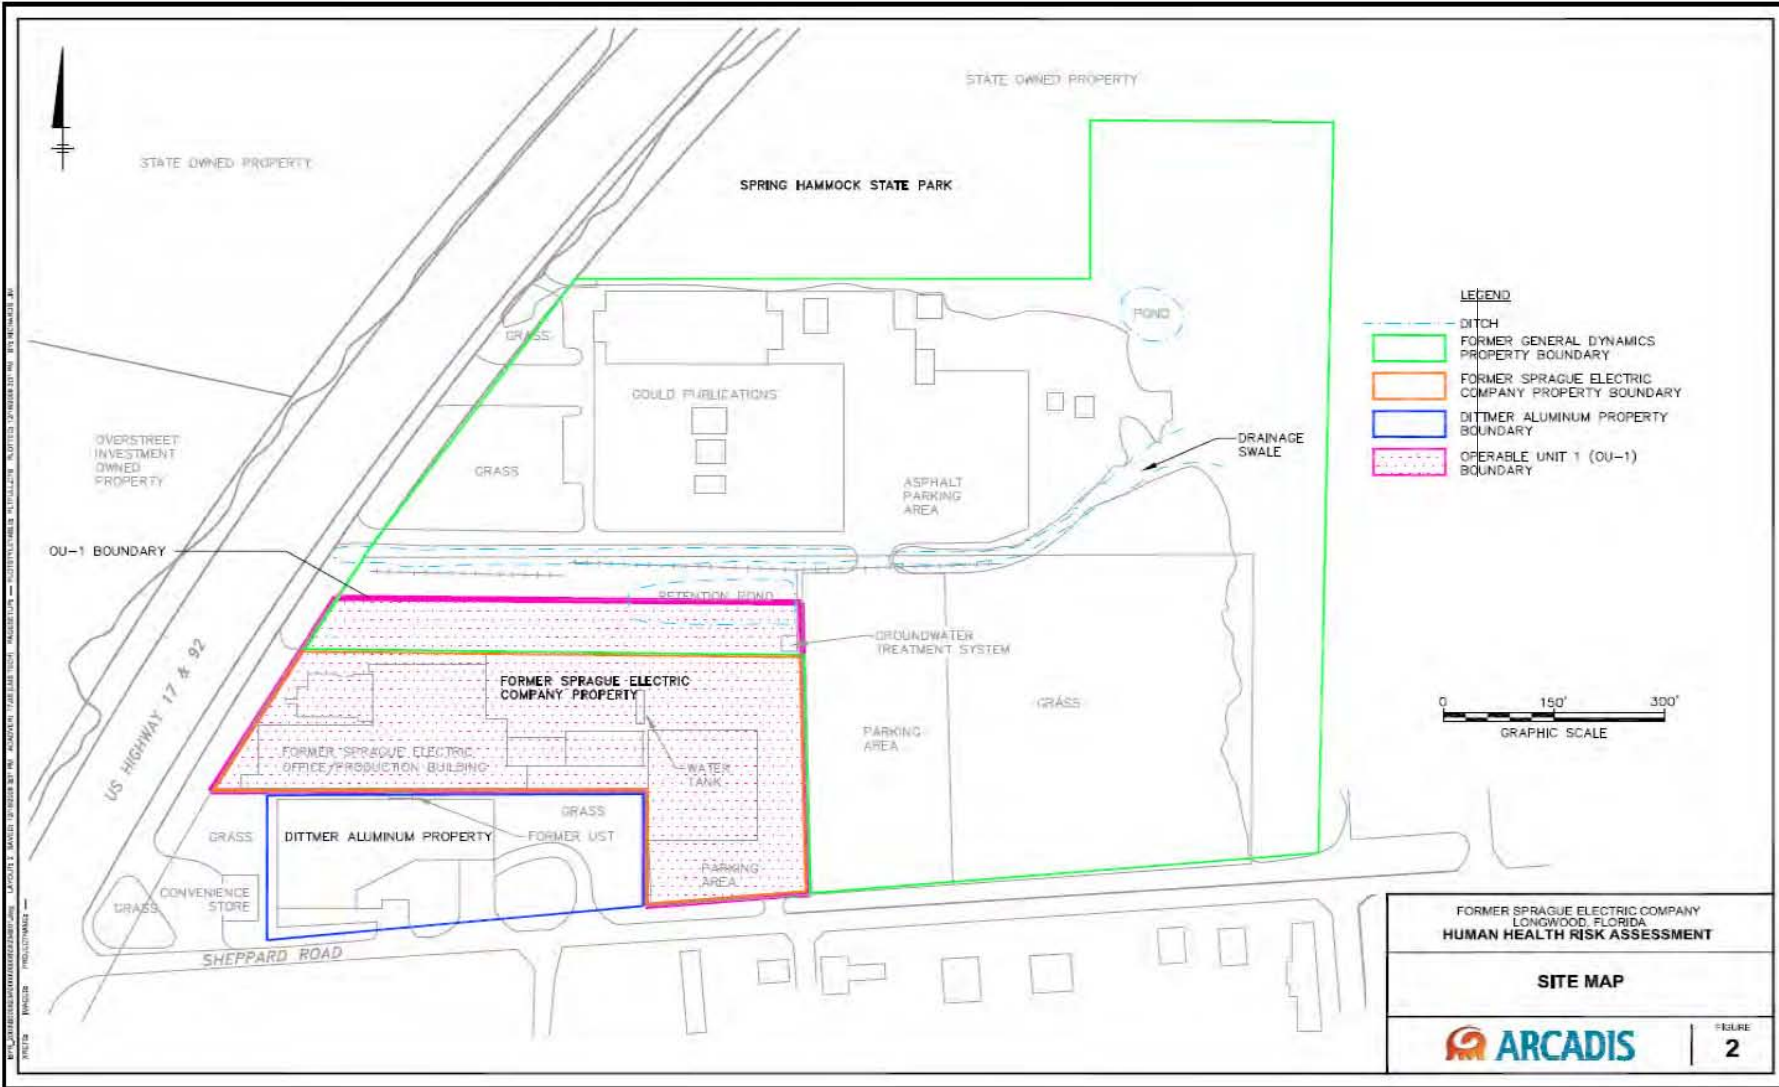 STATE OWNED PROPERTY
STATE OWNED PROPERTY
SPRING HAMMOCK STATE PARK
POND
GRASS
GOULD PUBLICATIONS
GRASS
ASPHALT
PARKING
AREA
DRAINAGE
SWALE
OVERSTREET
INVESTMENT
OWNED
PROPERTY
OU-1 BOUNDARY
RETENTION POND
GROUNDWATER
TREATMENT SYSTEM
US HIGHWAY 17 & 92
FORMER SPRAGUE ELECTRIC
COMPANY PROPERTY
FORMER SPRAGUE ELECTRIC
OFFICE/PRODUCTION BUILDING
WATER
TANK
PARKING
AREA
GRASS
GRASS
DITTMER ALUMINUM PROPERTY
GRASS
FORMER UST
PARKING
AREA
CONVENIENCE
STORE
GRASS
SHEPPARD ROAD
LEGEND
DITCH
FORMER GENERAL DYNAMICS
PROPERTY BOUNDARY
FORMER SPRAGUE ELECTRIC
COMPANY PROPERTY BOUNDARY
DITTMER ALUMINUM PROPERTY
BOUNDARY
OPERABLE UNIT 1 (OU-1)
BOUNDARY
0 150' 300'
GRAPHIC SCALE
FORMER SPRAGUE ELECTRIC COMPANY
LONGWOOD, FLORIDA
HUMAN HEALTH RISK ASSESSMENT
SITE MAP
ARCADIS
FIGURE
2